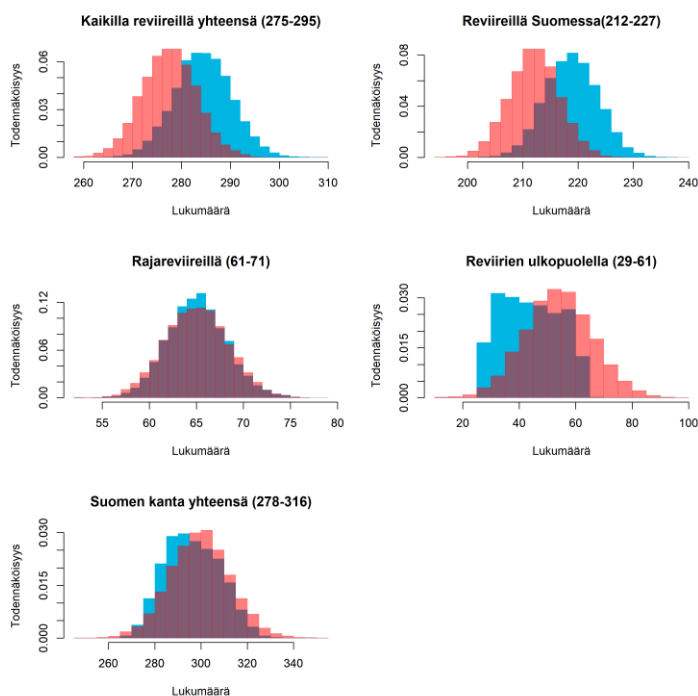 Kaikilla reviireillä yhteensä (275-295)
Todennäköisyys
0.00 0.03 0.06
260 270 280 290 300 310
Lukumäärä
Reviireillä Suomessa(212-227)
Todennäköisyys
0.00 0.04 0.08
200 210 220 230 240
Lukumäärä
Rajareviireillä (61-71)
Todennäköisyys
0.00 0.06 0.12
55 60 65 70 75 80
Lukumäärä
Reviirien ulkopuolella (29-61)
Todennäköisyys
0.000 0.015 0.030
20 40 60 80 100
Lukumäärä
Suomen kanta yhteensä (278-316)
Todennäköisyys
0.000 0.015 0.030
260 280 300 320 340
Lukumäärä